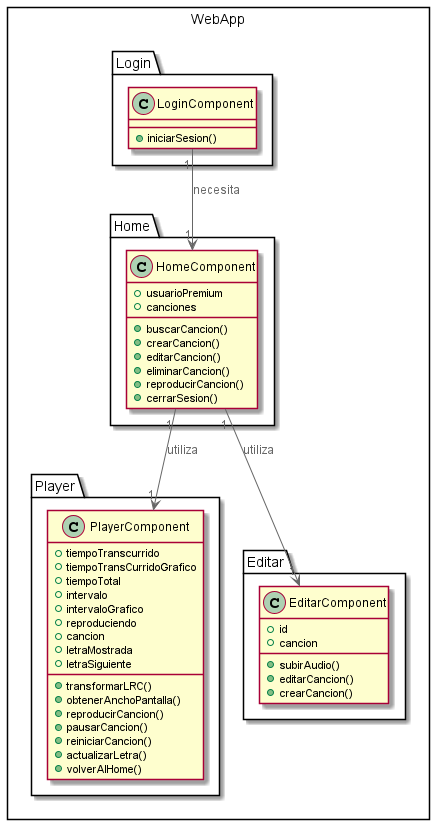 WebApp
Login
C LoginComponent
iniciarSesion()
1
necesita
1
Home
C HomeComponent
usuarioPremium
canciones
buscarCancion()
crearCancion()
editarCancion()
eliminarCancion()
reproducirCancion()
cerrarSesion()
1
1
utiliza
utiliza
1
1
Player
C PlayerComponent
tiempoTranscurrido
tiempoTransCurridoGrafico
tiempoTotal
intervalo
intervaloGrafico
reproduciendo
cancion
letraMostrada
letraSiguiente
transformarLRC()
obtenerAnchoPantalla()
reproducirCancion()
pausarCancion()
reiniciarCancion()
actualizarLetra()
volverAlHome()
Editar
C EditarComponent
id
cancion
subirAudio()
editarCancion()
crearCancion()